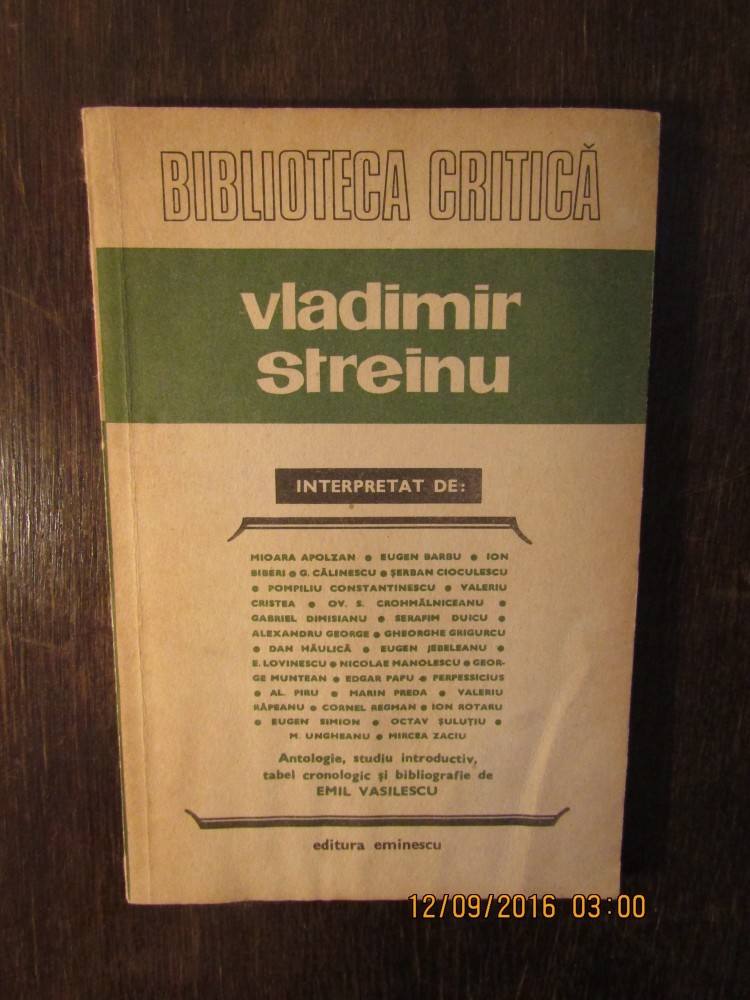 BIBLIOTECA CRITICĂ
vladimir
streinu
INTERPRETAT DE:
MIOARA APOLZAN ● EUGEN BARBU ● ION
BIBERI ● G. CĂLINESCU ● ŞERBAN CIOCULESCU
● POMPILIU CONSTANTINESCU ● VALERIU
CRISTEA ● OV. S. CROHMĂLNICEANU ●
GABRIEL DIMISIANU ● SERAFIM DUICU ●
ALEXANDRU GEORGE ● GHEORGHE GRIGURCU
● DAN HĂULICĂ ● EUGEN JEBELEANU ●
E. LOVINESCU ● NICOLAE MANOLESCU ● GEOR-
GE MUNTEAN ● EDGAR PAPU ● PERPESSICIUS
● AL. PIRU ● MARIN PREDA ● VALERIU
RÂPEANU ● CORNEL REGMAN ● ION ROTARU
● EUGEN SIMION ● OCTAV ŞULUŢIU ●
M. UNGHEANU ● MIRCEA ZACIU
Antologie, studiu introductiv,
tabel cronologic şi bibliografie de
EMIL VASILESCU
editura eminescu
12/09/2016 03:00